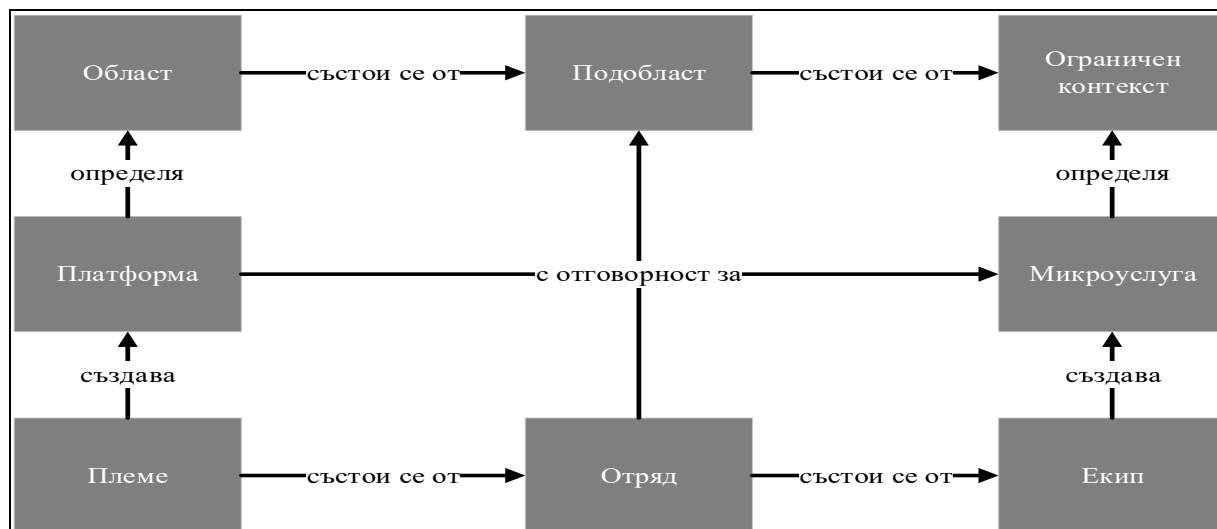 Област
състои се от
Подобласт
състои се от
Ограничен
контекст
определя
определя
Платформа
с отговорност за
Микроуслуга
създава
създава
Племе
състои се от
Отряд
състои се от
Екип